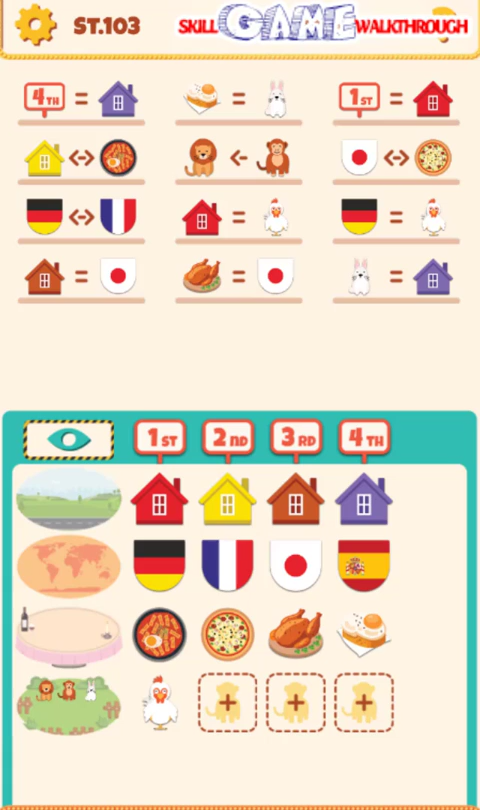 ST.103
SKILL GAME WALKTHROUGH
4TH =
=
1ST =
=
=
=
=
=
1ST 2ND 3RD 4TH